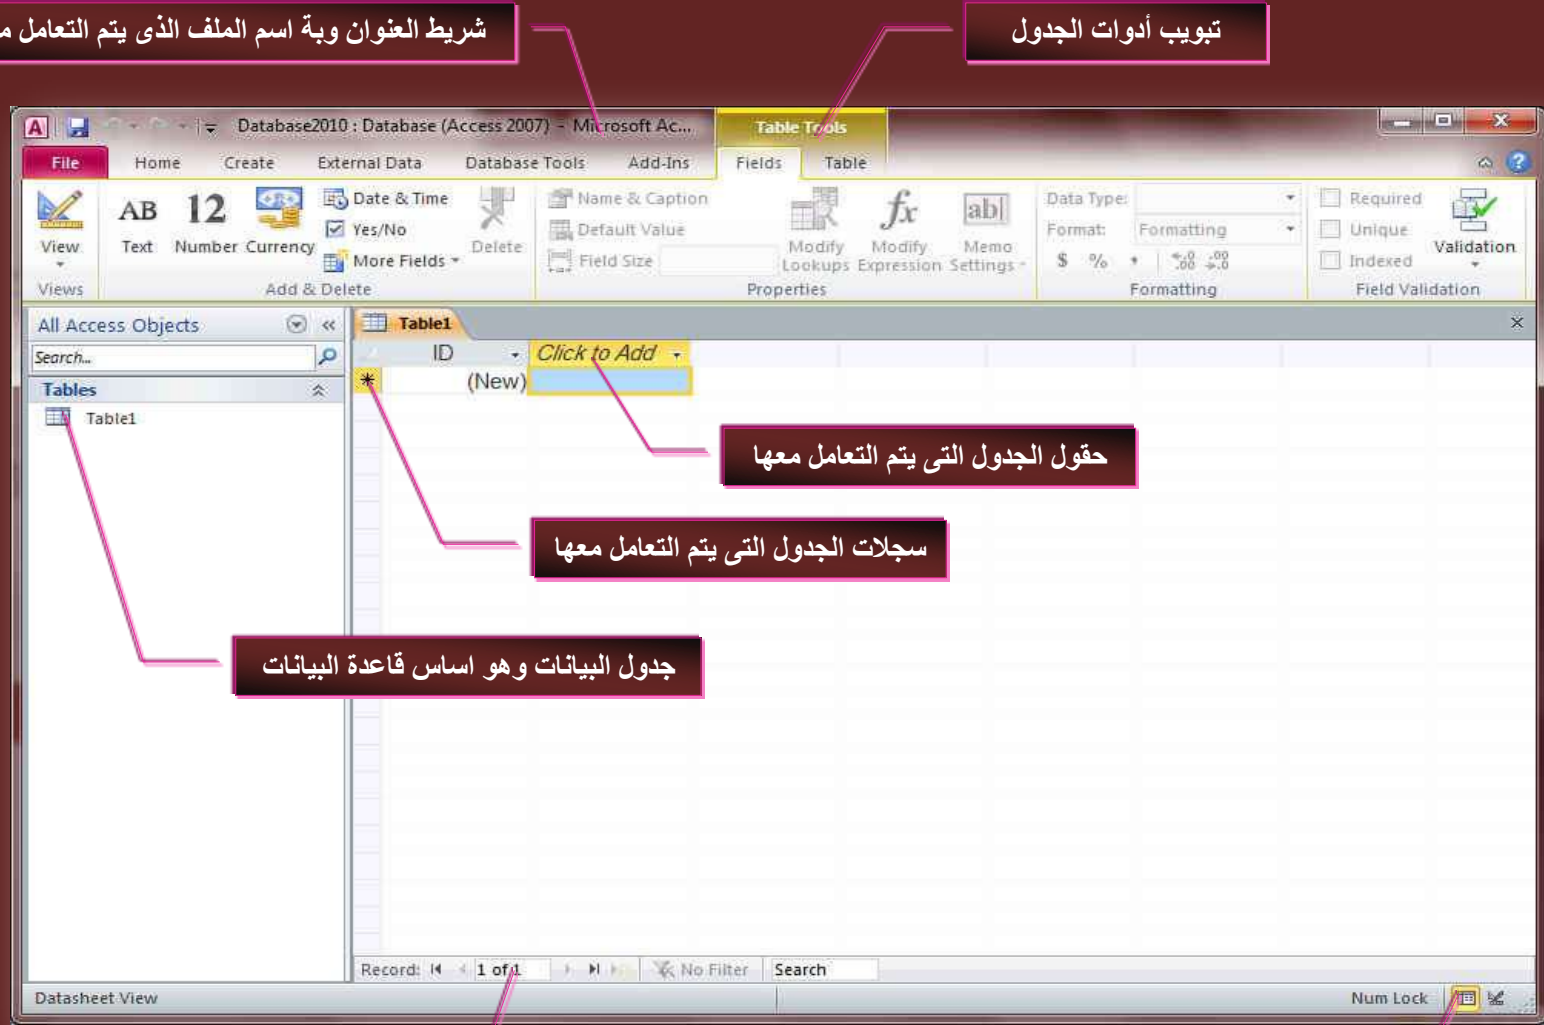 شريط العنوان وبة اسم الملف الذى يتم التعامل
تبويب أدوات الجدول
Database2010 : Database (Access 2007) - Microsoft Ac...
Table Tools
File Home Create External Data Database Tools Add-Ins Fields Table
AB 12 Date & Time Name & Caption fx ab| Data Type: Required
Yes/No Default Value Format: Formatting Unique
View Text Number Currency Delete Modify Lookups Modify Expression Memo Settings Validation
More Fields Field Size $ % , .00 .0 Indexed
Views Add & Delete Properties Formatting Field Validation
All Access Objects « Table1 ×
Search... ID Click to Add
Tables * (New)
Table1
حقول الجدول التى يتم التعامل معها
سجلات الجدول التى يتم التعامل معها
جدول البيانات وهو اساس قاعدة البيانات
Record: 1 of 1 No Filter Search
Datasheet View Num Lock